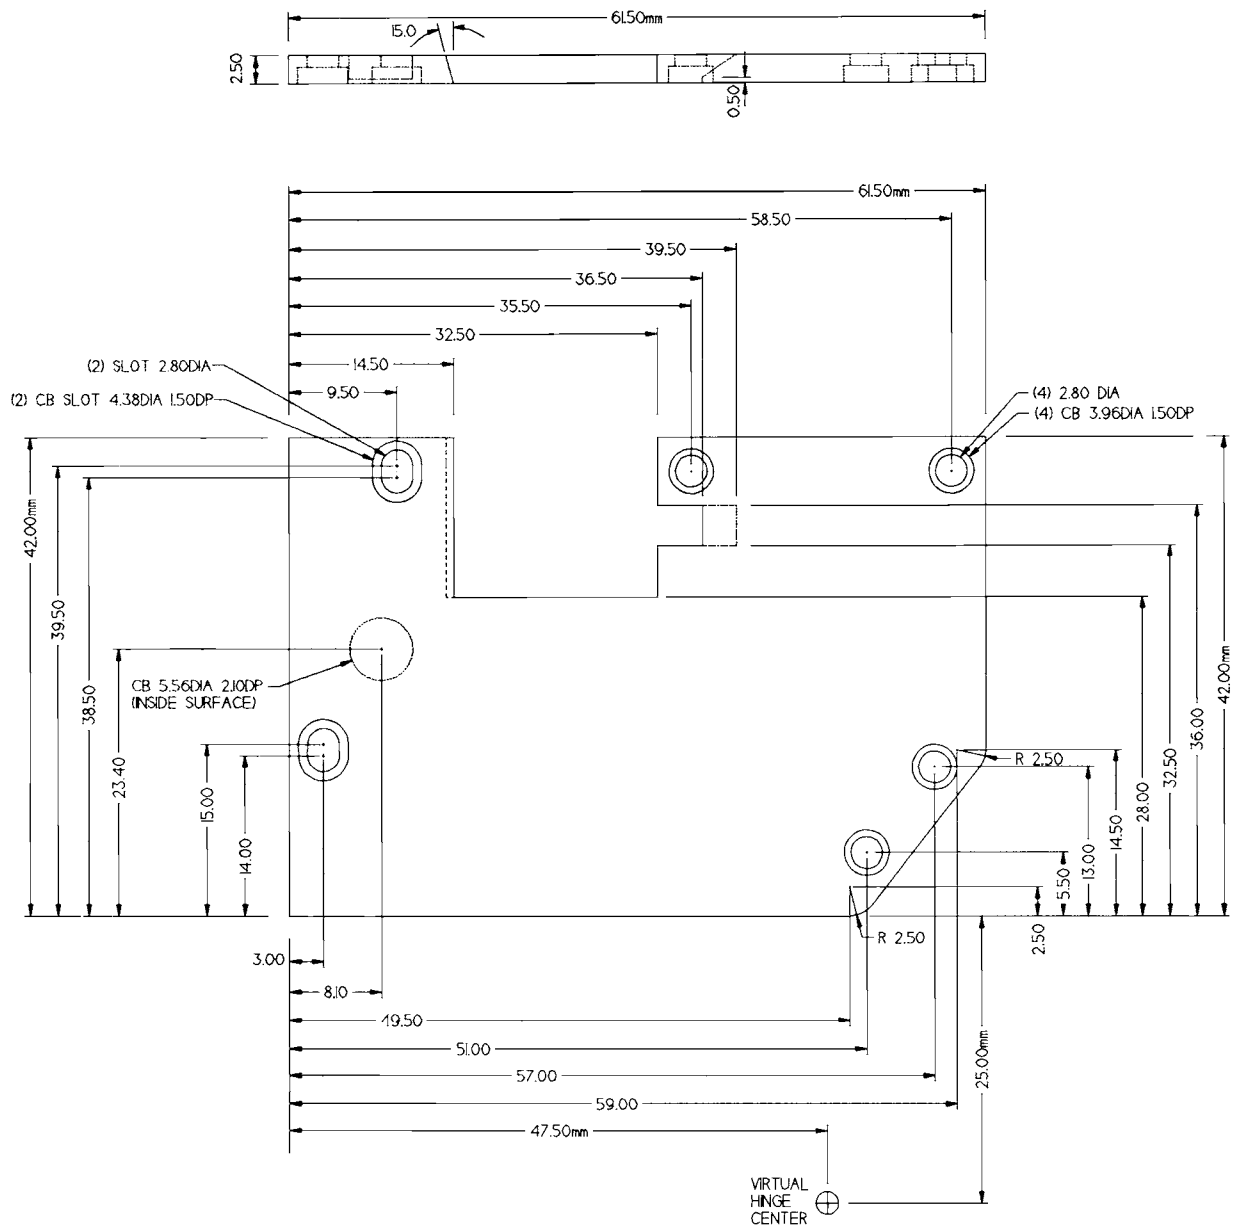 61.50mm
15.0
2.50
0.50
61.50mm
58.50
39.50
36.50
35.50
32.50
14.50
9.50
(2) SLOT 2.80DIA
(2) CB SLOT 4.38DIA 1.50DP
(4) 2.80 DIA
(4) CB 3.96DIA 1.50DP
42.00mm
39.50
38.50
23.40
15.00
14.00
CB 5.56DIA 2.10DP
(INSIDE SURFACE)
42.00mm
36.00
32.50
28.00
14.50
13.00
5.50
2.50
R 2.50
R 2.50
3.00
8.10
49.50
51.00
57.00
59.00
47.50mm
25.00mm
VIRTUAL
HINGE
CENTER